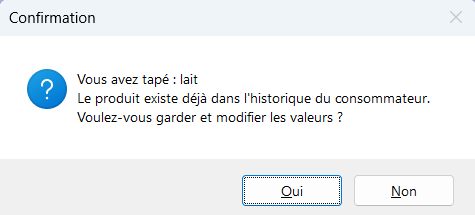 Confirmation
?
Vous avez tapé : lait
Le produit existe déjà dans l'historique du consommateur.
Voulez-vous garder et modifier les valeurs ?
Oui
Non